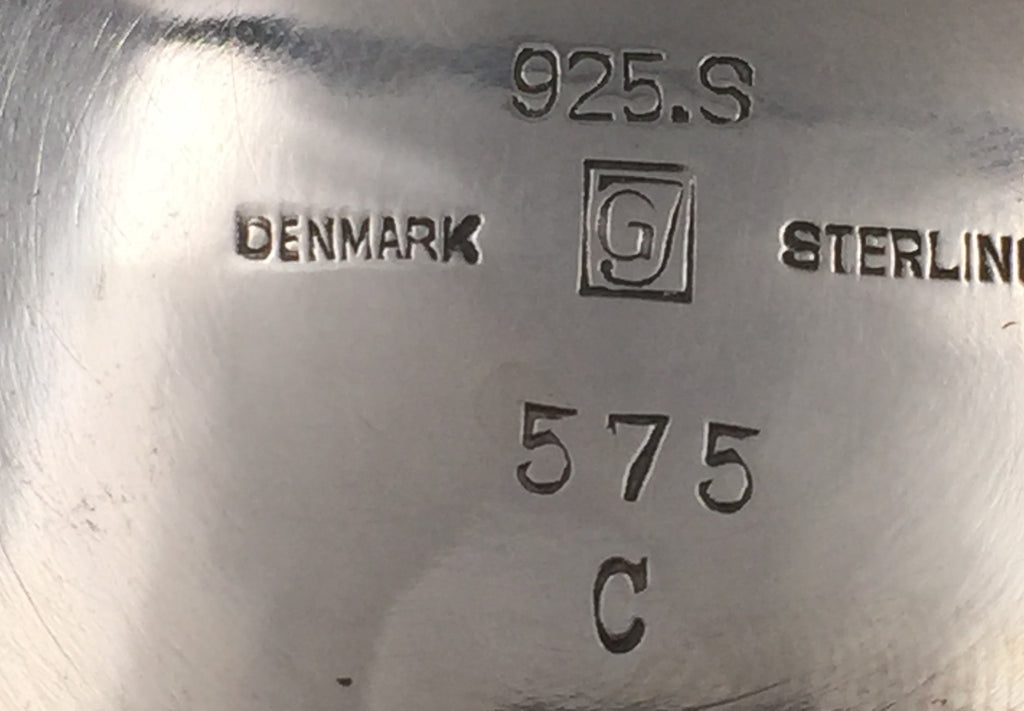 925.S
DENMARK GJ STERLING
575
C